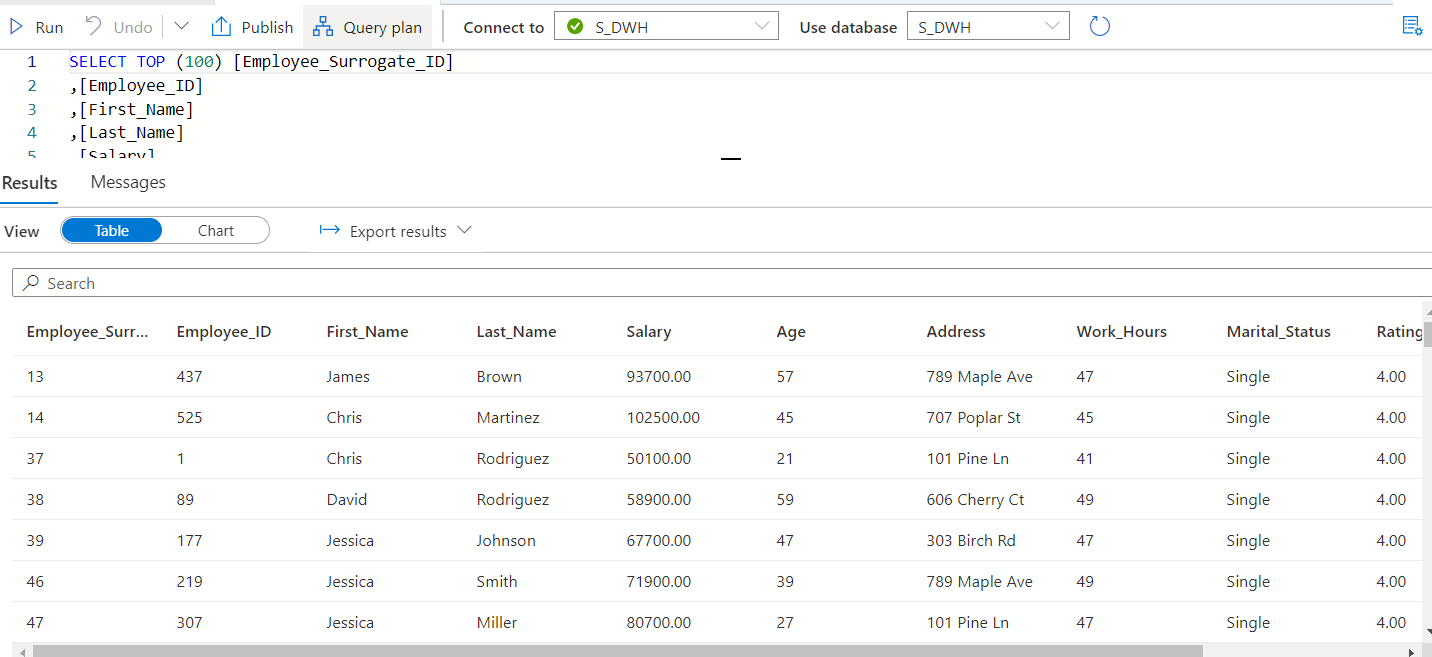 Run Undo Publish Query plan Connect to S_DWH Use database S_DWH
1 SELECT TOP (100) [Employee_Surrogate_ID]
2 ,[Employee_ID]
3 ,[First_Name]
4 ,[Last_Name]
5 ,[Salary]
Results Messages
View Table Chart Export results
Search
Employee_Surr... Employee_ID First_Name Last_Name Salary Age Address Work_Hours Marital_Status Rating
13 437 James Brown 93700.00 57 789 Maple Ave 47 Single 4.00
14 525 Chris Martinez 102500.00 45 707 Poplar St 45 Single 4.00
37 1 Chris Rodriguez 50100.00 21 101 Pine Ln 41 Single 4.00
38 89 David Rodriguez 58900.00 59 606 Cherry Ct 49 Single 4.00
39 177 Jessica Johnson 67700.00 47 303 Birch Rd 47 Single 4.00
46 219 Jessica Smith 71900.00 39 789 Maple Ave 49 Single 4.00
47 307 Jessica Miller 80700.00 27 101 Pine Ln 47 Single 4.00